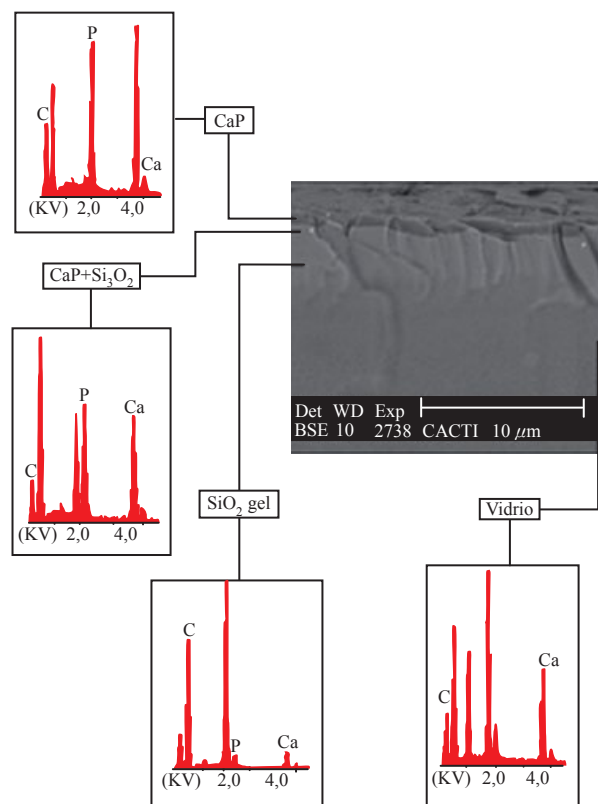 P
CaP
C
Ca
(KV) 2,0 4,0
CaP+Si₃O₂
P
Ca
C
(KV) 2,0 4,0
Det WD Exp
BSE 10 2738 CACTI 10 μm
SiO₂ gel
Vidrio
C
P
Ca
(KV) 2,0 4,0
Ca
C
(KV) 2,0 4,0